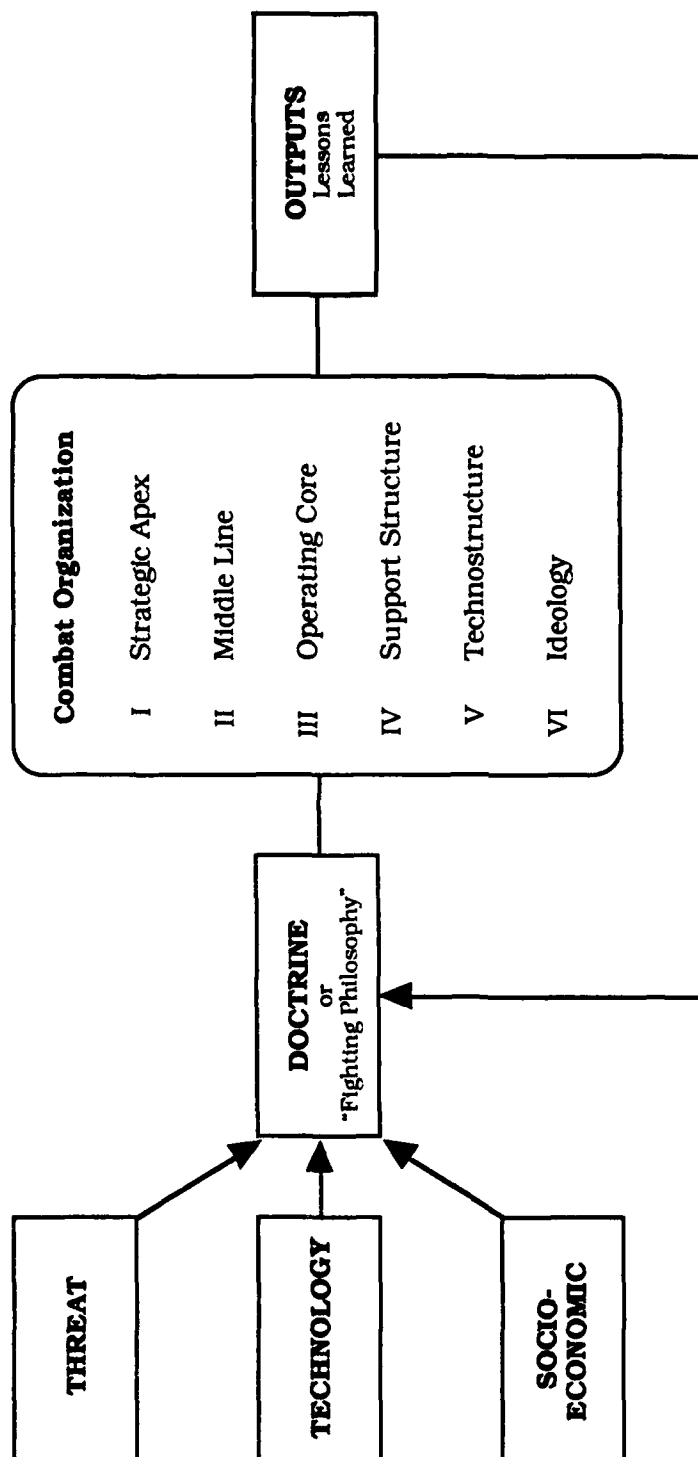 THREAT
TECHNOLOGY
SOCIO-
ECONOMIC
DOCTRINE
or
"Fighting Philosophy"
Combat Organization
I Strategic Apex
II Middle Line
III Operating Core
IV Support Structure
V Technostructure
VI Ideology
OUTPUTS
Lessons
Learned